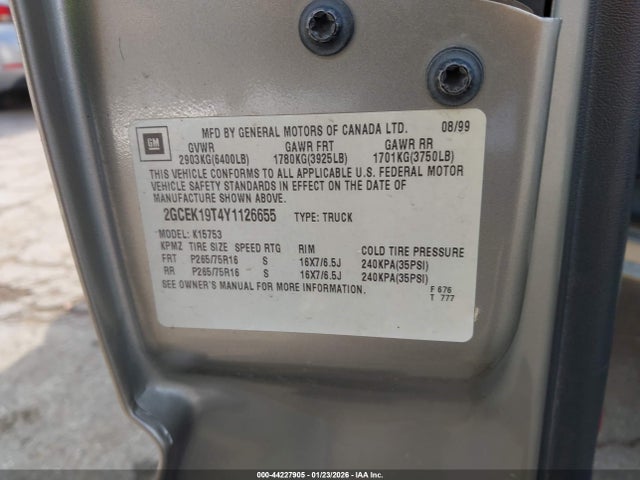 GM
MFD BY GENERAL MOTORS OF CANADA LTD. 08/99
GVWR GAWR FRT GAWR RR
2903KG(6400LB) 1780KG(3925LB) 1701KG(3750LB)
THIS VEHICLE CONFORMS TO ALL APPLICABLE U.S. FEDERAL MOTOR
VEHICLE SAFETY STANDARDS IN EFFECT ON THE DATE OF
MANUFACTURE SHOWN ABOVE.
2GCEK19T4Y1126655 TYPE: TRUCK
MODEL: K15753
KPMZ TIRE SIZE SPEED RTG RIM COLD TIRE PRESSURE
FRT P265/75R16 S 16X7/6.5J 240KPA(35PSI)
RR P265/75R16 S 16X7/6.5J 240KPA(35PSI)
SEE OWNER'S MANUAL FOR MORE INFORMATION. F 676
T 777
000-44227905 - 01/23/2026 - IAA Inc.